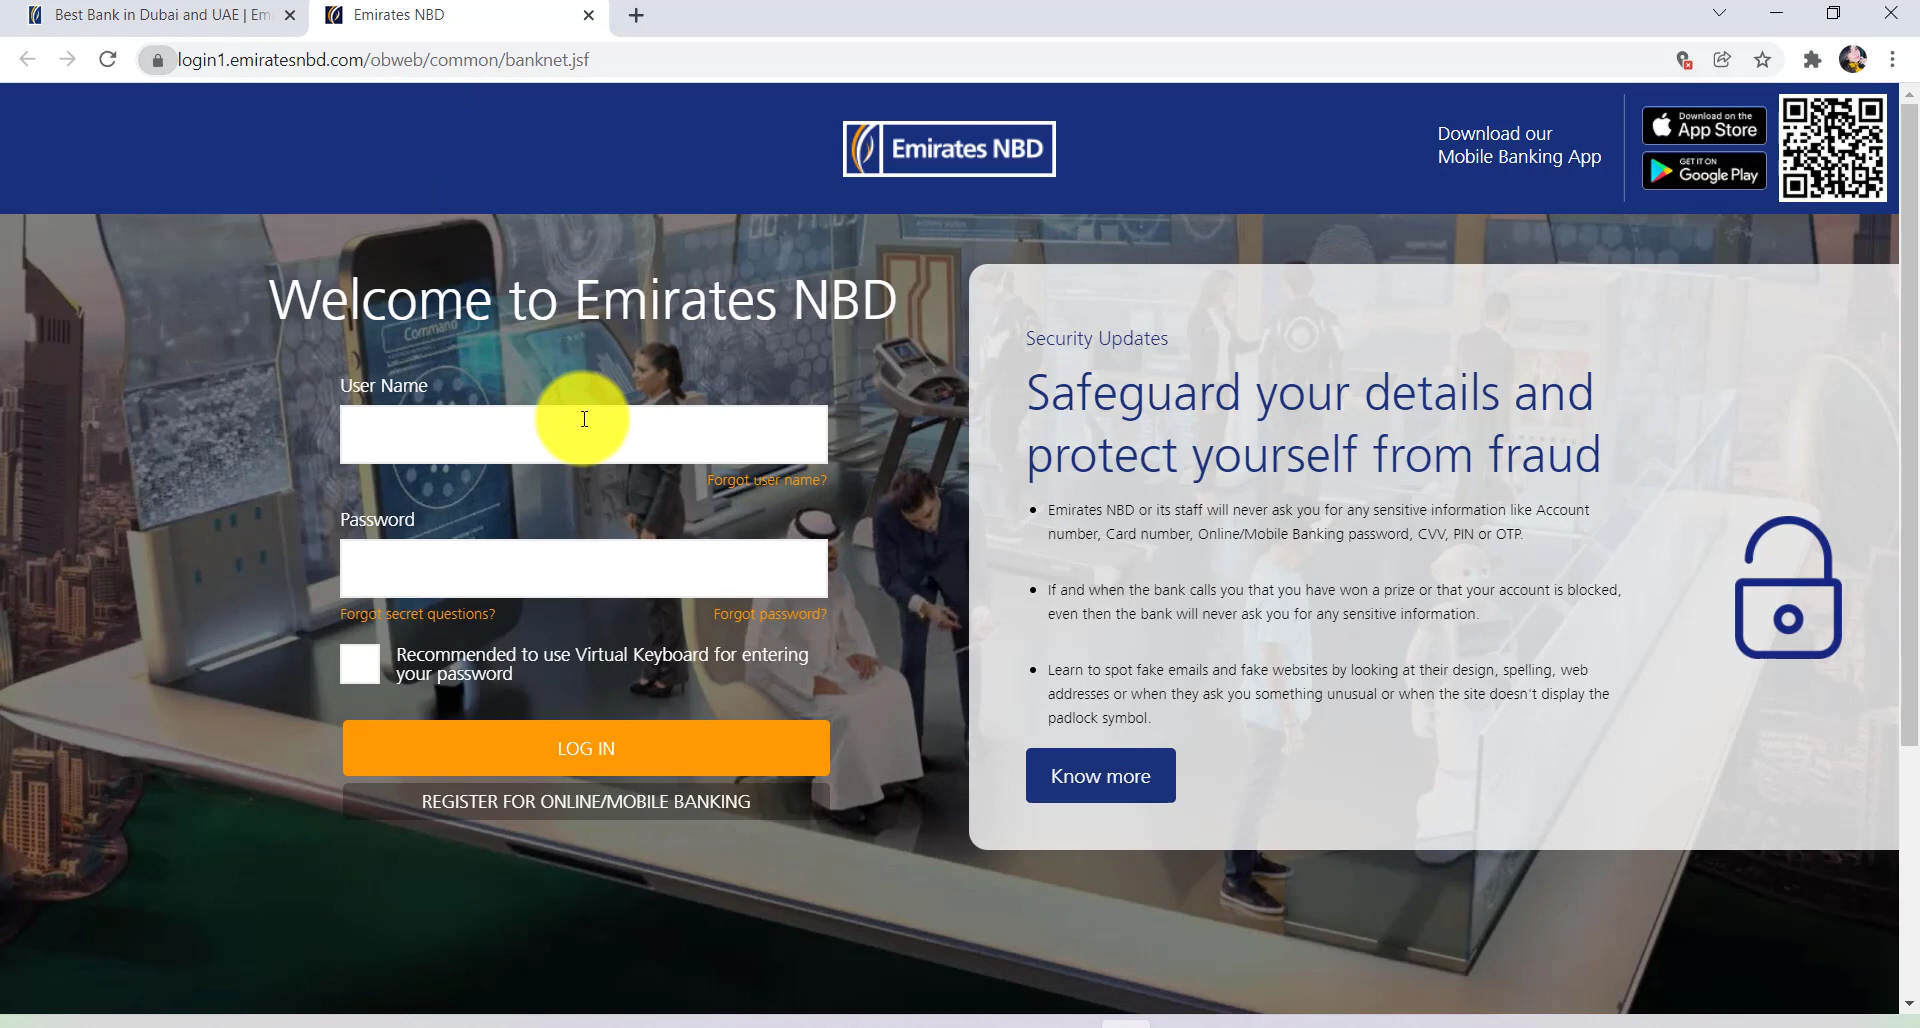 Best Bank in Dubai and UAE | Em
Emirates NBD
login1.emiratesnbd.com/obweb/common/banknet.jsf
Emirates NBD
Download our
Mobile Banking App
Download on the
App Store
GET IT ON
Google Play
Welcome to Emirates NBD
Command
User Name
Forgot user name?
Password
Forgot secret questions?
Forgot password?
Recommended to use Virtual Keyboard for entering
your password
LOG IN
REGISTER FOR ONLINE/MOBILE BANKING
Security Updates
Safeguard your details and
protect yourself from fraud
• Emirates NBD or its staff will never ask you for any sensitive information like Account
number, Card number, Online/Mobile Banking password, CVV, PIN or OTP.
• If and when the bank calls you that you have won a prize or that your account is blocked,
even then the bank will never ask you for any sensitive information.
• Learn to spot fake emails and fake websites by looking at their design, spelling, web
addresses or when they ask you something unusual or when the site doesn't display the
padlock symbol.
Know more